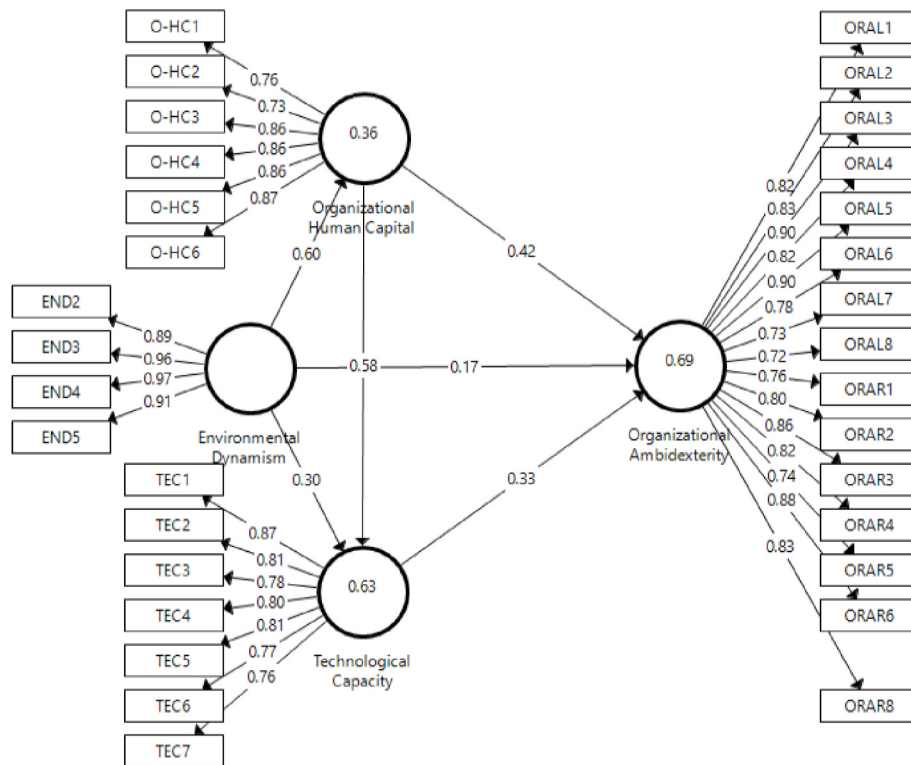 O-HC1
O-HC2
O-HC3
O-HC4
O-HC5
O-HC6
0.76
0.73
0.86
0.86
0.86
0.87
0.36
Organizational
Human Capital
0.60
0.42
END2
END3
END4
END5
0.89
0.96
0.97
0.91
Environmental
Dynamism
0.58
0.17
0.30
0.33
TEC1
TEC2
TEC3
TEC4
TEC5
TEC6
TEC7
0.87
0.81
0.78
0.80
0.81
0.77
0.76
0.63
Technological
Capacity
0.69
Organizational
Ambidexterity
0.82
0.83
0.90
0.82
0.90
0.78
0.73
0.72
0.76
0.80
0.86
0.82
0.74
0.88
0.83
ORAL1
ORAL2
ORAL3
ORAL4
ORAL5
ORAL6
ORAL7
ORAL8
ORAR1
ORAR2
ORAR3
ORAR4
ORAR5
ORAR6
ORAR8